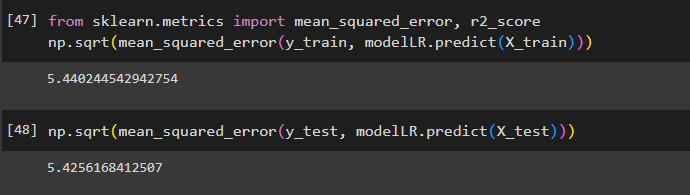 [47] from sklearn.metrics import mean_squared_error, r2_score
np.sqrt(mean_squared_error(y_train, modelLR.predict(X_train)))
5.440244542942754
[48] np.sqrt(mean_squared_error(y_test, modelLR.predict(X_test)))
5.4256168412507